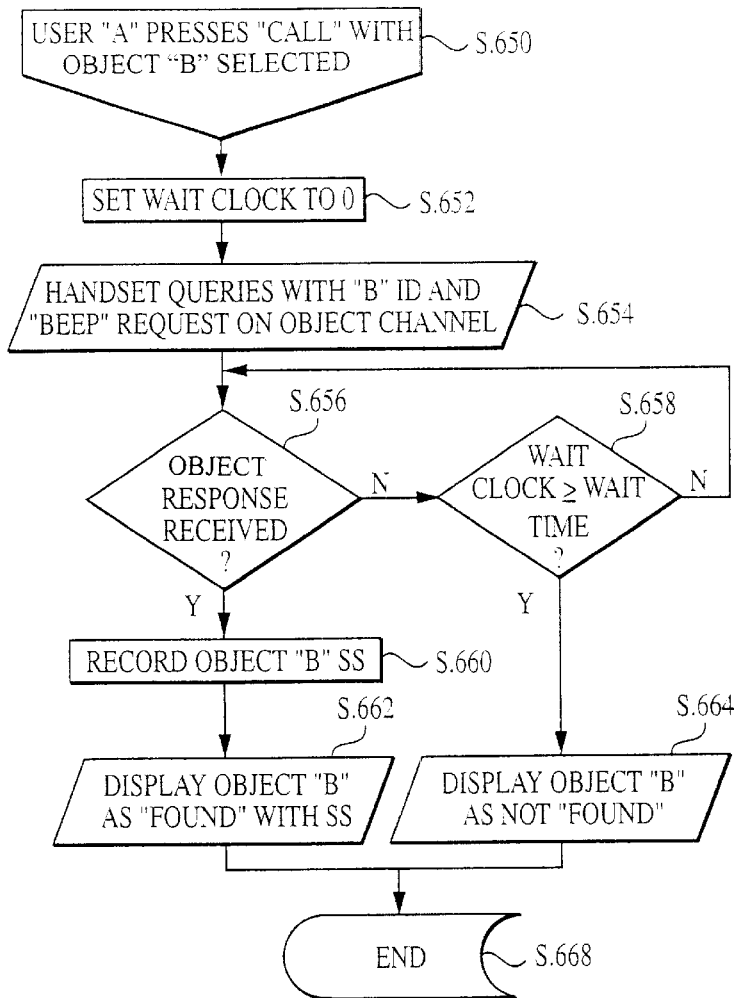 USER "A" PRESSES "CALL" WITH
OBJECT “B” SELECTED
S.650
SET WAIT CLOCK TO 0
S.652
HANDSET QUERIES WITH "B" ID AND
"BEEP" REQUEST ON OBJECT CHANNEL
S.654
S.656
OBJECT
RESPONSE
RECEIVED
?
N
Y
S.658
WAIT
CLOCK ≥ WAIT
TIME
?
N
Y
RECORD OBJECT "B" SS
S.660
S.662
DISPLAY OBJECT "B"
AS "FOUND" WITH SS
S.664
DISPLAY OBJECT "B"
AS NOT "FOUND"
END
S.668